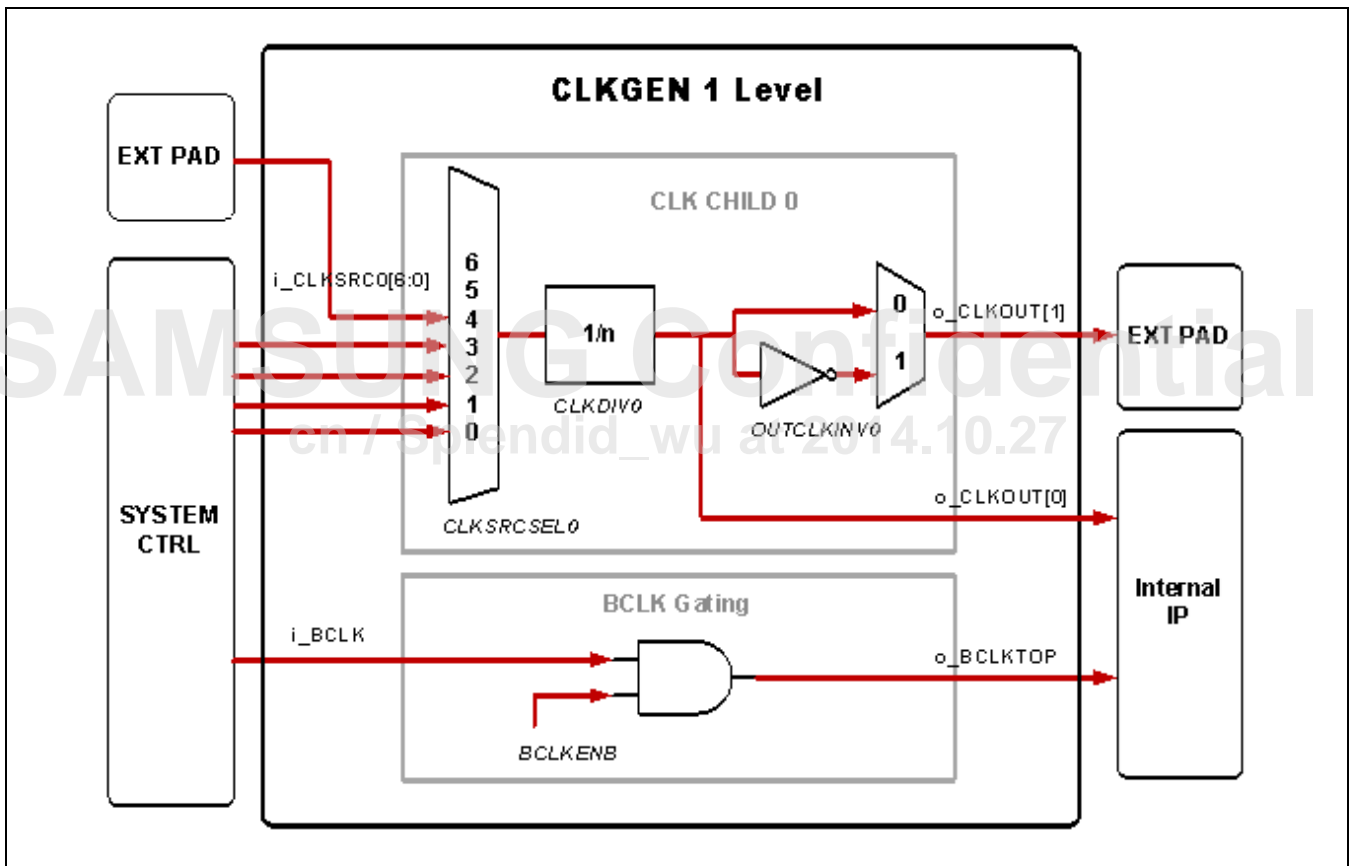 CLKGEN 1 Level
EXT PAD
CLK CHILD 0
i_CLKSRC0[6:0]
6
5
4
3
2
1
0
1/n
CLKDIV0
0
1
OUTCLKINV0
o_CLKOUT[1]
EXT PAD
SAMSUNG Confidential
cn / Splendid_wu at 2014.10.27
CLKSRCSEL0
o_CLKOUT[0]
SYSTEM
CTRL
Internal
IP
BCLK Gating
i_BCLK
o_BCLKTOP
BCLKENB